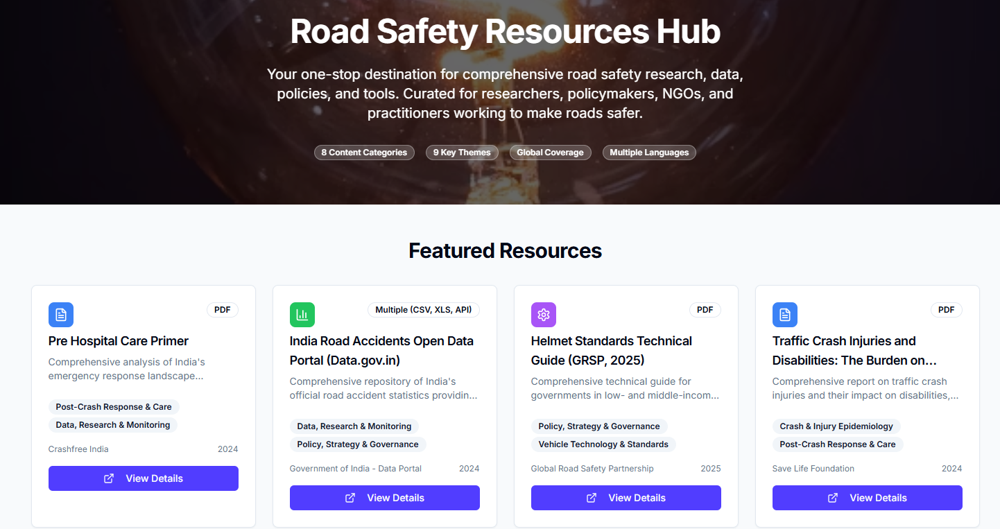 Road Safety Resources Hub
Your one-stop destination for comprehensive road safety research, data,
policies, and tools. Curated for researchers, policymakers, NGOs, and
practitioners working to make roads safer.
8 Content Categories
9 Key Themes
Global Coverage
Multiple Languages
Featured Resources
PDF
Pre Hospital Care Primer
Comprehensive analysis of India's
emergency response landscape...
Post-Crash Response & Care
Data, Research & Monitoring
Crashfree India
2024
View Details
Multiple (CSV, XLS, API)
India Road Accidents Open Data
Portal (Data.gov.in)
Comprehensive repository of India's
official road accident statistics providin...
Data, Research & Monitoring
Policy, Strategy & Governance
Government of India - Data Portal
2024
View Details
PDF
Helmet Standards Technical
Guide (GRSP, 2025)
Comprehensive technical guide for
governments in low- and middle-incom...
Policy, Strategy & Governance
Vehicle Technology & Standards
Global Road Safety Partnership
2025
View Details
PDF
Traffic Crash Injuries and
Disabilities: The Burden on...
Comprehensive report on traffic crash
injuries and their impact on disabilities,...
Crash & Injury Epidemiology
Post-Crash Response & Care
Save Life Foundation
2024
View Details